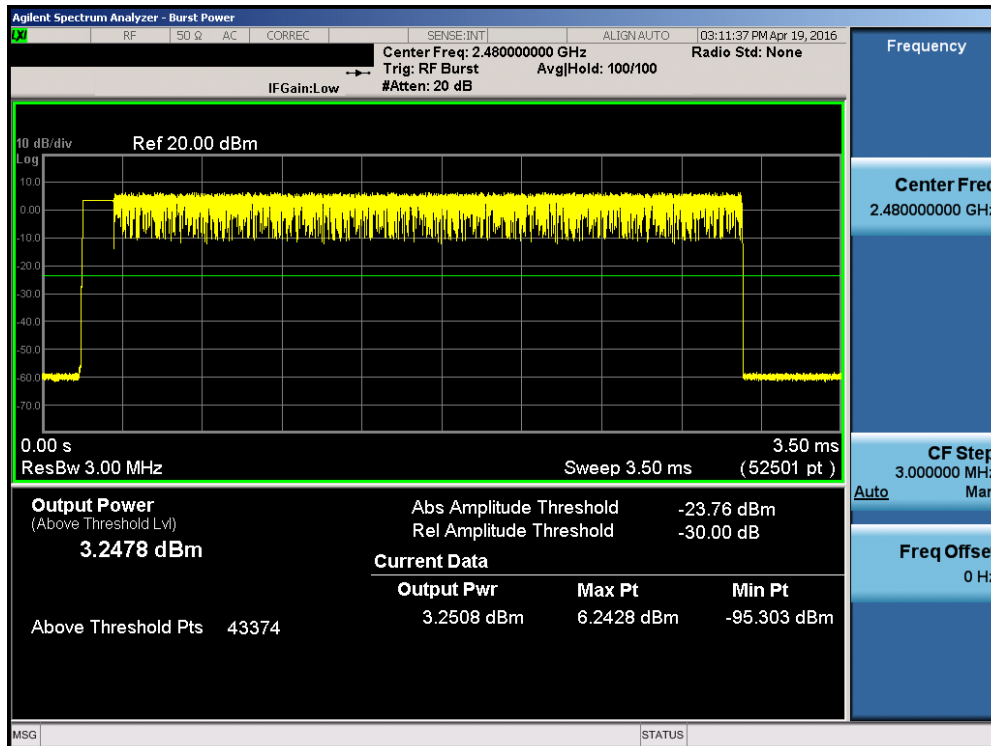 Agilent Spectrum Analyzer - Burst Power
LXI RF 50 Ω AC CORREC SENSE:INT ALIGNAUTO 03:11:37 PM Apr 19, 2016
Center Freq: 2.480000000 GHz Radio Std: None
Trig: RF Burst Avg|Hold: 100/100
IFGain:Low #Atten: 20 dB
10 dB/div Ref 20.00 dBm
Log
10.0
0.00
-10.0
-20.0
-30.0
-40.0
-50.0
-60.0
-70.0
0.00 s 3.50 ms
ResBw 3.00 MHz Sweep 3.50 ms (52501 pt )
Output Power
(Above Threshold Lvl)
3.2478 dBm
Above Threshold Pts 43374
Abs Amplitude Threshold -23.76 dBm
Rel Amplitude Threshold -30.00 dB
Current Data
Output Pwr Max Pt Min Pt
3.2508 dBm 6.2428 dBm -95.303 dBm
Frequency
Center Freq
2.480000000 GHz
CF Step
3.000000 MHz
Auto Man
Freq Offse
0 Hz
MSG STATUS